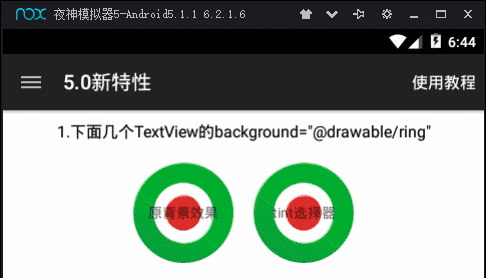 nox 夜神模拟器5-Android5.1.1 6.2.1.6
6:44
5.0新特性
使用教程
1.下面几个TextView的background="@drawable/ring"
原背景效果
tint选择器